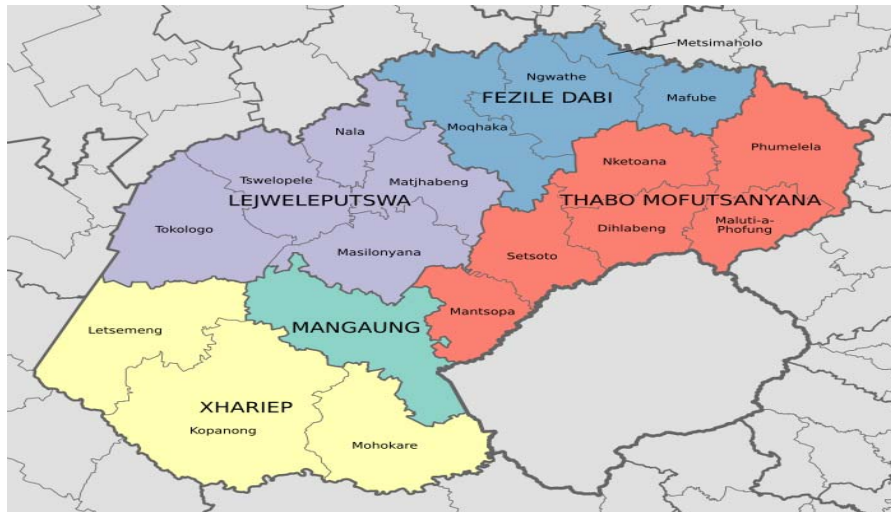 Metsimaholo
Ngwathe
FEZILE DABI
Mafube
Nala
Moqhaka
Phumelela
Nketoana
Tswelopele
Matjhabeng
LEJWELEPUTSWA
THABO MOFUTSANYANA
Tokologo
Dihlabeng
Maluti-a-
Phofung
Masilonyana
Setsoto
Mantsopa
Letsemeng
MANGAUNG
XHARIEP
Kopanong
Mohokare